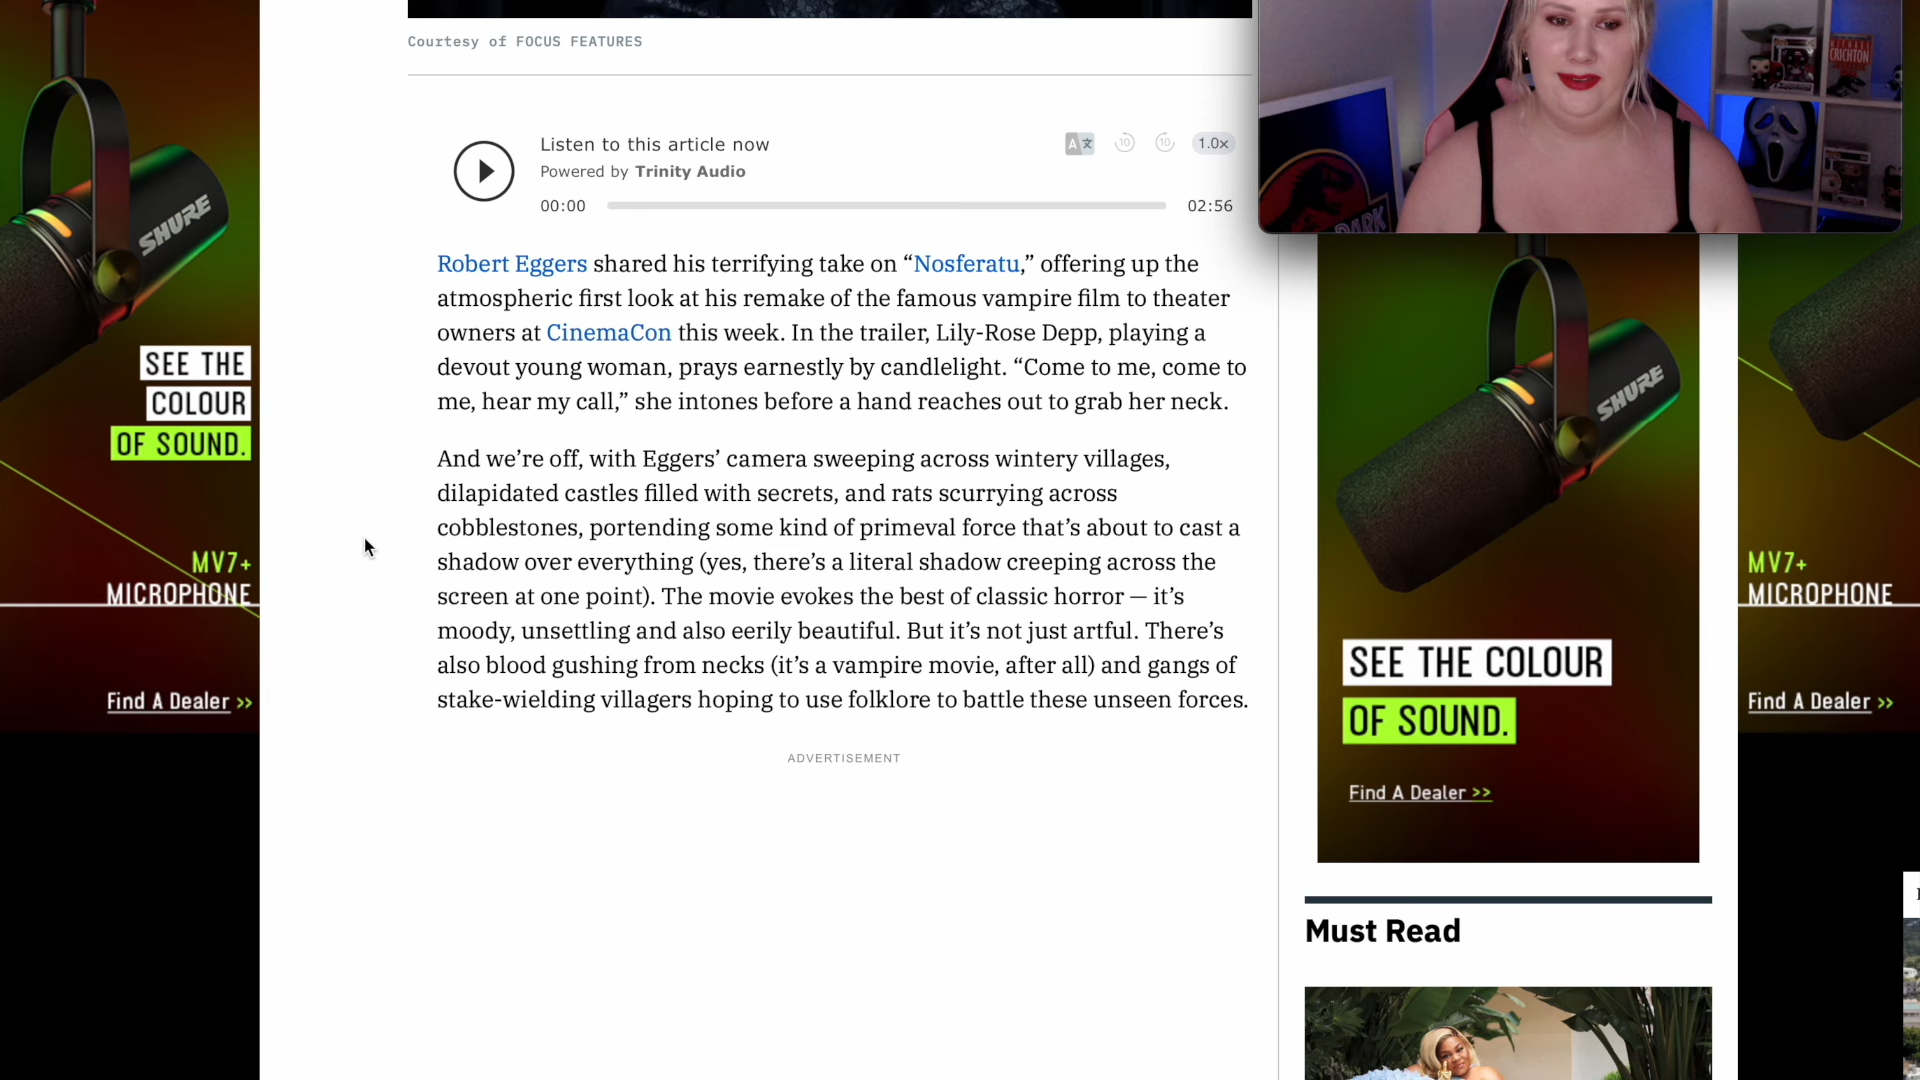 Courtesy of FOCUS FEATURES
Listen to this article now
Powered by Trinity Audio
A文
10
10
1.0x
00:00
02:56
Robert Eggers shared his terrifying take on “Nosferatu,” offering up the
atmospheric first look at his remake of the famous vampire film to theater
owners at CinemaCon this week. In the trailer, Lily-Rose Depp, playing a
devout young woman, prays earnestly by candlelight. “Come to me, come to
me, hear my call,” she intones before a hand reaches out to grab her neck.
And we’re off, with Eggers’ camera sweeping across wintery villages,
dilapidated castles filled with secrets, and rats scurrying across
cobblestones, portending some kind of primeval force that’s about to cast a
shadow over everything (yes, there’s a literal shadow creeping across the
screen at one point). The movie evokes the best of classic horror — it’s
moody, unsettling and also eerily beautiful. But it’s not just artful. There’s
also blood gushing from necks (it’s a vampire movie, after all) and gangs of
stake-wielding villagers hoping to use folklore to battle these unseen forces.
ADVERTISEMENT
SHURE
SEE THE
COLOUR
OF SOUND.
MV7+
MICROPHONE
Find A Dealer >>
CRICHTON
PARK
SHURE
SEE THE COLOUR
OF SOUND.
Find A Dealer >>
Must Read
MV7+
MICROPHONE
Find A Dealer >>